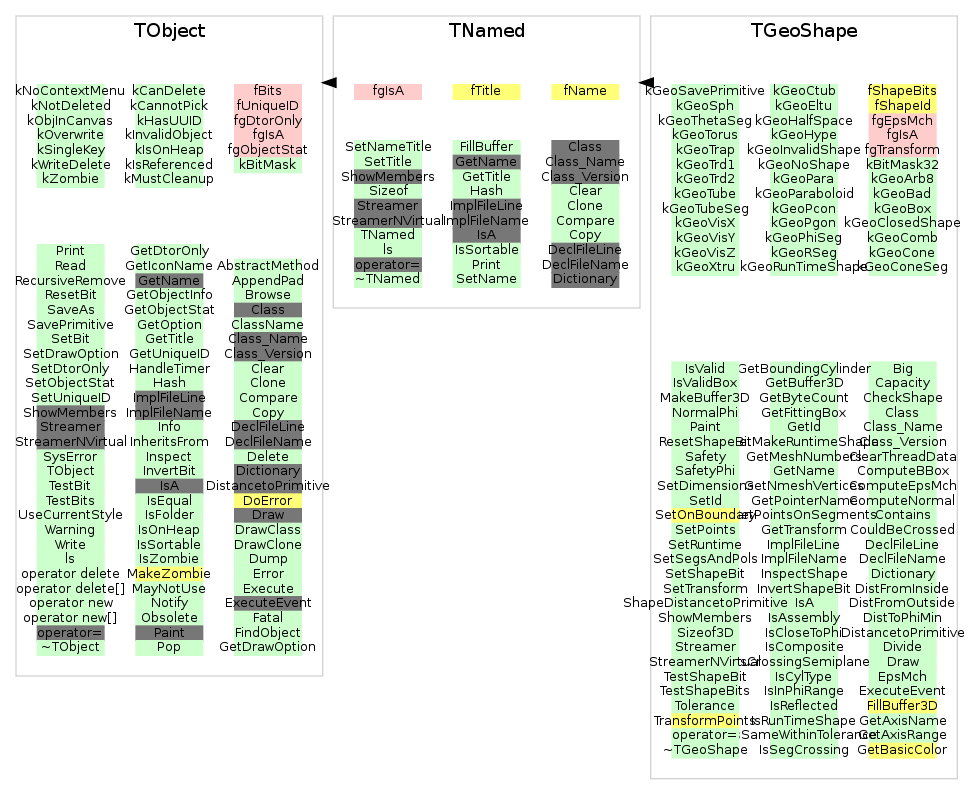 TObject
kNoContextMenu kCanDelete fBits
kNotDeleted kCannotPick fUniqueID
kObjInCanvas kHasUUID fgDtorOnly
kOverwrite kInvalidObject fgIsA
kSingleKey kIsOnHeap fgObjectStat
kWriteDelete kIsReferenced kBitMask
kZombie kMustCleanup
Print GetDtorOnly
Read GetIconName AbstractMethod
RecursiveRemove GetName AppendPad
ResetBit GetObjectInfo Browse
SaveAs GetObjectStat Class
SavePrimitive GetOption ClassName
SetBit GetTitle Class_Name
SetDrawOption GetUniqueID Class_Version
SetDtorOnly HandleTimer Clear
SetObjectStat Hash Clone
SetUniqueID ImplFileLine Compare
ShowMembers ImplFileName Copy
Streamer Info DeclFileLine
StreamerNVirtual InheritsFrom DeclFileName
SysError Inspect Delete
TObject InvertBit Dictionary
TestBit IsA DistancetoPrimitive
TestBits IsEqual DoError
UseCurrentStyle IsFolder Draw
Warning IsOnHeap DrawClass
Write IsSortable DrawClone
ls IsZombie Dump
operator delete MakeZombie Error
operator delete[] MayNotUse Execute
operator new Notify ExecuteEvent
operator new[] Obsolete Fatal
operator= Paint FindObject
~TObject Pop GetDrawOption
TNamed
fgIsA fTitle fName
SetNameTitle FillBuffer Class
SetTitle GetName Class_Name
ShowMembers GetTitle Class_Version
Sizeof Hash Clear
Streamer ImplFileLine Clone
StreamerNVirtual ImplFileName Compare
TNamed IsA Copy
ls IsSortable DeclFileLine
operator= Print DeclFileName
~TNamed SetName Dictionary
TGeoShape
kGeoSavePrimitive kGeoCtub fShapeBits
kGeoSph kGeoEltu fShapeId
kGeoThetaSeg kGeoHalfSpace fgEpsMch
kGeoTorus kGeoHype fgIsA
kGeoTrap kGeoInvalidShape fgTransform
kGeoTrd1 kGeoNoShape kBitMask32
kGeoTrd2 kGeoPara kGeoArb8
kGeoTube kGeoParaboloid kGeoBad
kGeoTubeSeg kGeoPcon kGeoBox
kGeoVisX kGeoPgon kGeoClosedShape
kGeoVisY kGeoPhiSeg kGeoComb
kGeoVisZ kGeoRSeg kGeoCone
kGeoXtru kGeoRunTimeShape kGeoConeSeg
IsValid GetBoundingCylinder Big
IsValidBox GetBuffer3D Capacity
MakeBuffer3D GetByteCount CheckShape
NormalPhi GetFittingBox Class
Paint GetId Class_Name
ResetShapeBit GetMakeRuntimeShape Class_Version
Safety GetMeshNumbers ClearThreadData
SafetyPhi GetName ComputeBBox
SetDimensions GetNmeshVertices ComputeEpsMch
SetId GetPointerName ComputeNormal
SetOnBoundary GetPointsOnSegments Contains
SetPoints GetTransform CouldBeCrossed
SetRuntime ImplFileLine DeclFileLine
SetSegsAndPols ImplFileName DeclFileName
SetShapeBit InspectShape Dictionary
SetTransform InvertShapeBit DistFromInside
ShapeDistancetoPrimitive IsA DistFromOutside
ShowMembers IsAssembly DistToPhiMin
Sizeof3D IsCloseToPhi DistancetoPrimitive
Streamer IsComposite Divide
StreamerNVirtual IsCrossingSemiplane Draw
TestShapeBit IsCylType EpsMch
TestShapeBits IsInPhiRange ExecuteEvent
Tolerance IsReflected FillBuffer3D
TransformPoints IsRunTimeShape GetAxisName
operator= IsSameWithinTolerance GetAxisRange
~TGeoShape IsSegCrossing GetBasicColor